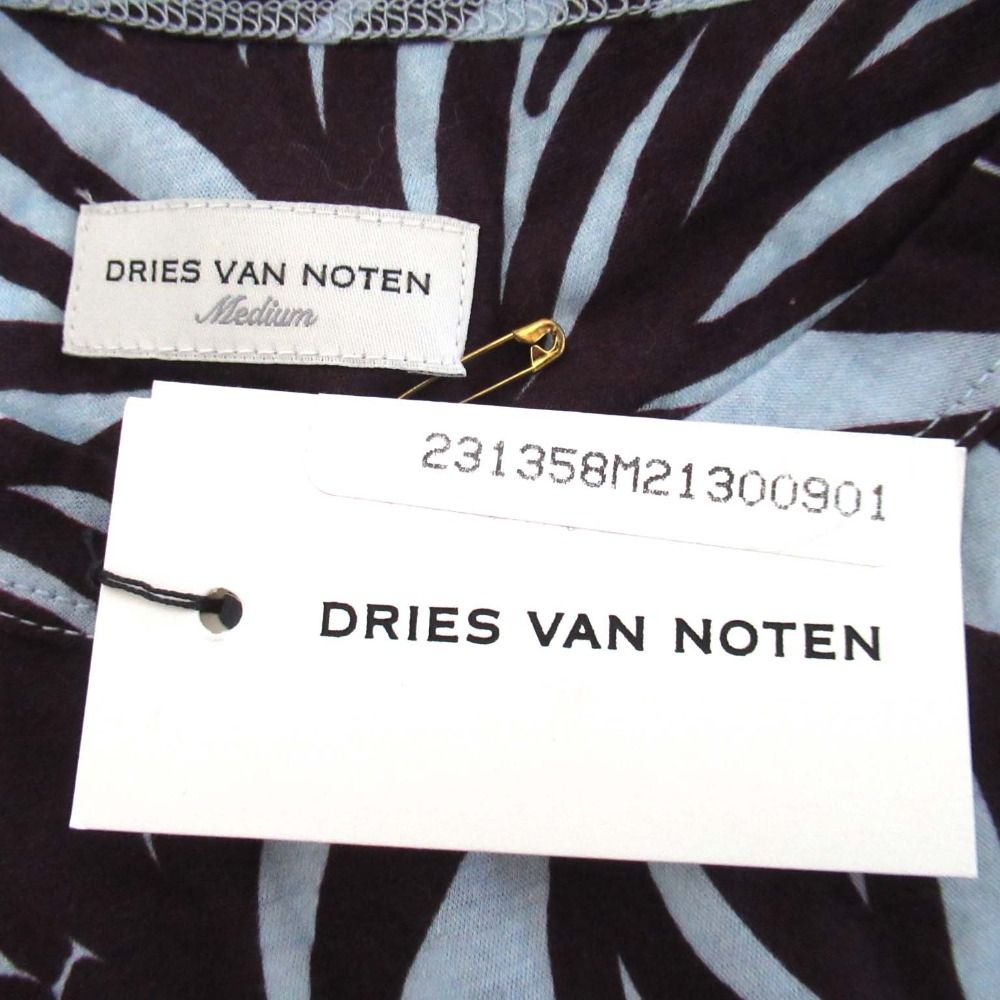 DRIES VAN NOTEN
Medium
231358M21300901
DRIES VAN NOTEN